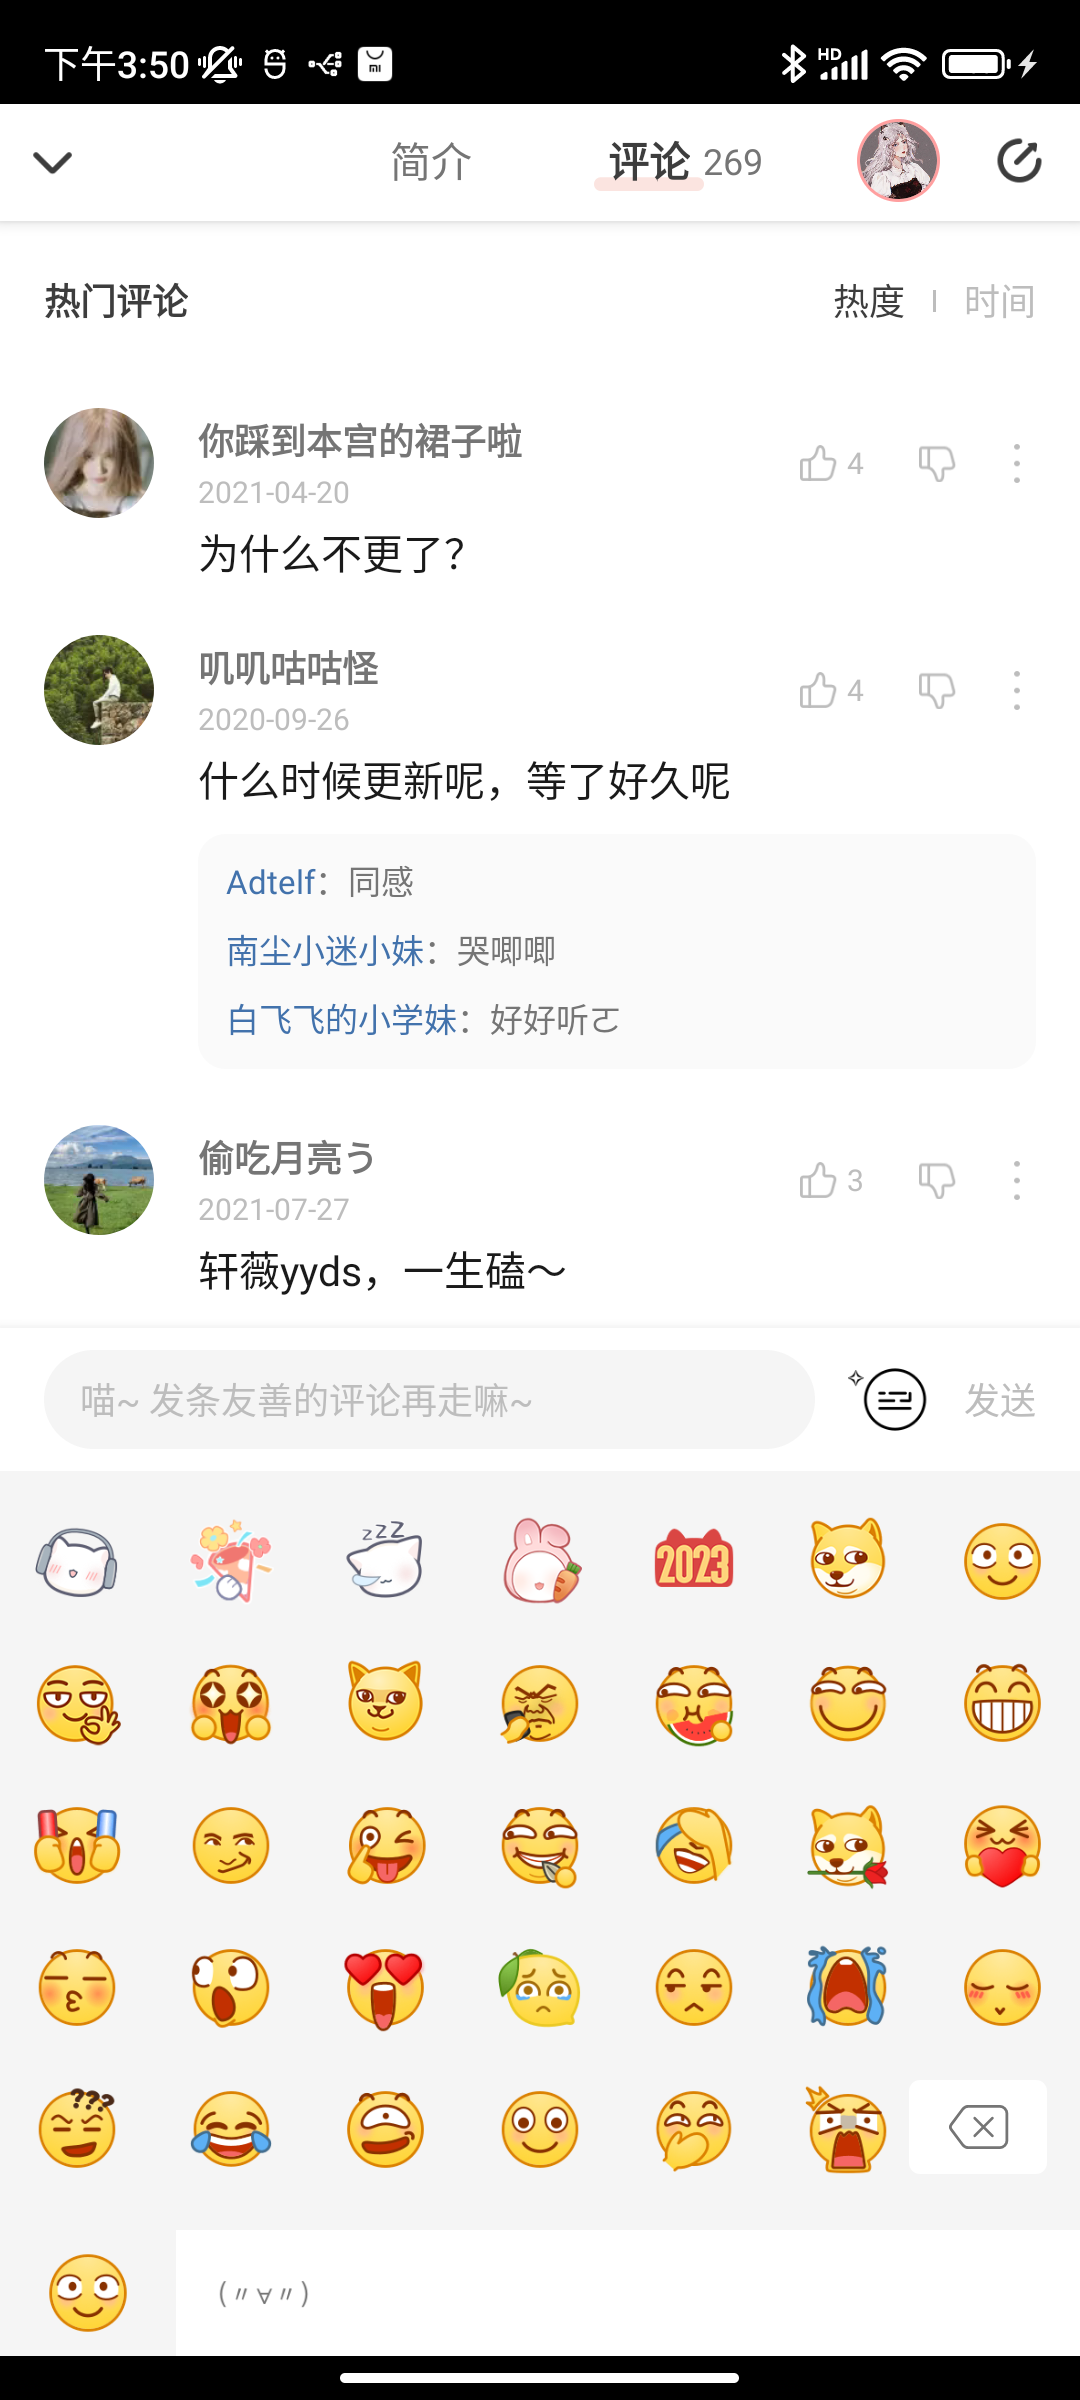 下午3:50
HD
mi
简介
评论 269
热门评论
热度 | 时间
你踩到本宫的裙子啦
4
2021-04-20
为什么不更了？
叽叽咕咕怪
4
2020-09-26
什么时候更新呢，等了好久呢
Adtelf：同感
南尘小迷小妹：哭唧唧
白飞飞的小学妹：好好听ㄛ
偷吃月亮う
3
2021-07-27
轩薇yyds，一生磕～
喵~ 发条友善的评论再走嘛~
发送
zZZ
2023
???
(〃∀〃)